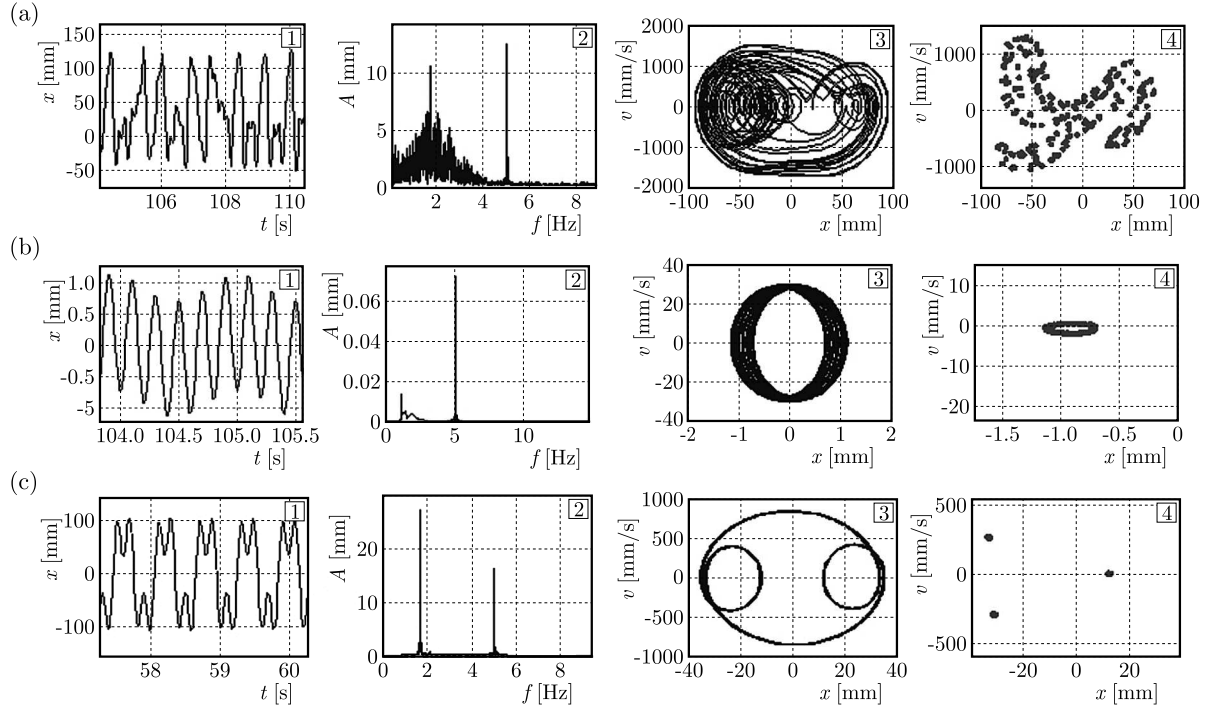 (a)
1
x [mm]
150
100
50
0
-50
106 108 110
t [s]
2
A [mm]
10
5
0
2 4 6 8
f [Hz]
3
v [mm/s]
2000
1000
0
-1000
-2000
-100 -50 0 50 100
x [mm]
4
v [mm/s]
1000
0
-1000
-100 -50 0 50 100
x [mm]
(b)
1
x [mm]
1.0
0.5
0
-0.5
-5
104.0 104.5 105.0 105.5
t [s]
2
A [mm]
0.06
0.04
0.02
0
0 5 10
f [Hz]
3
v [mm/s]
40
20
0
-20
-40
-2 -1 0 1 2
x [mm]
4
v [mm/s]
10
0
-10
-20
-1.5 -1.0 -0.5 0
x [mm]
(c)
1
x [mm]
100
0
-100
58 59 60
t [s]
2
A [mm]
20
10
0
0 2 4 6 8
f [Hz]
3
v [mm/s]
1000
500
0
-500
-1000
-40 -20 0 20 40
x [mm]
4
v [mm/s]
500
0
-500
-20 0 20
x [mm]